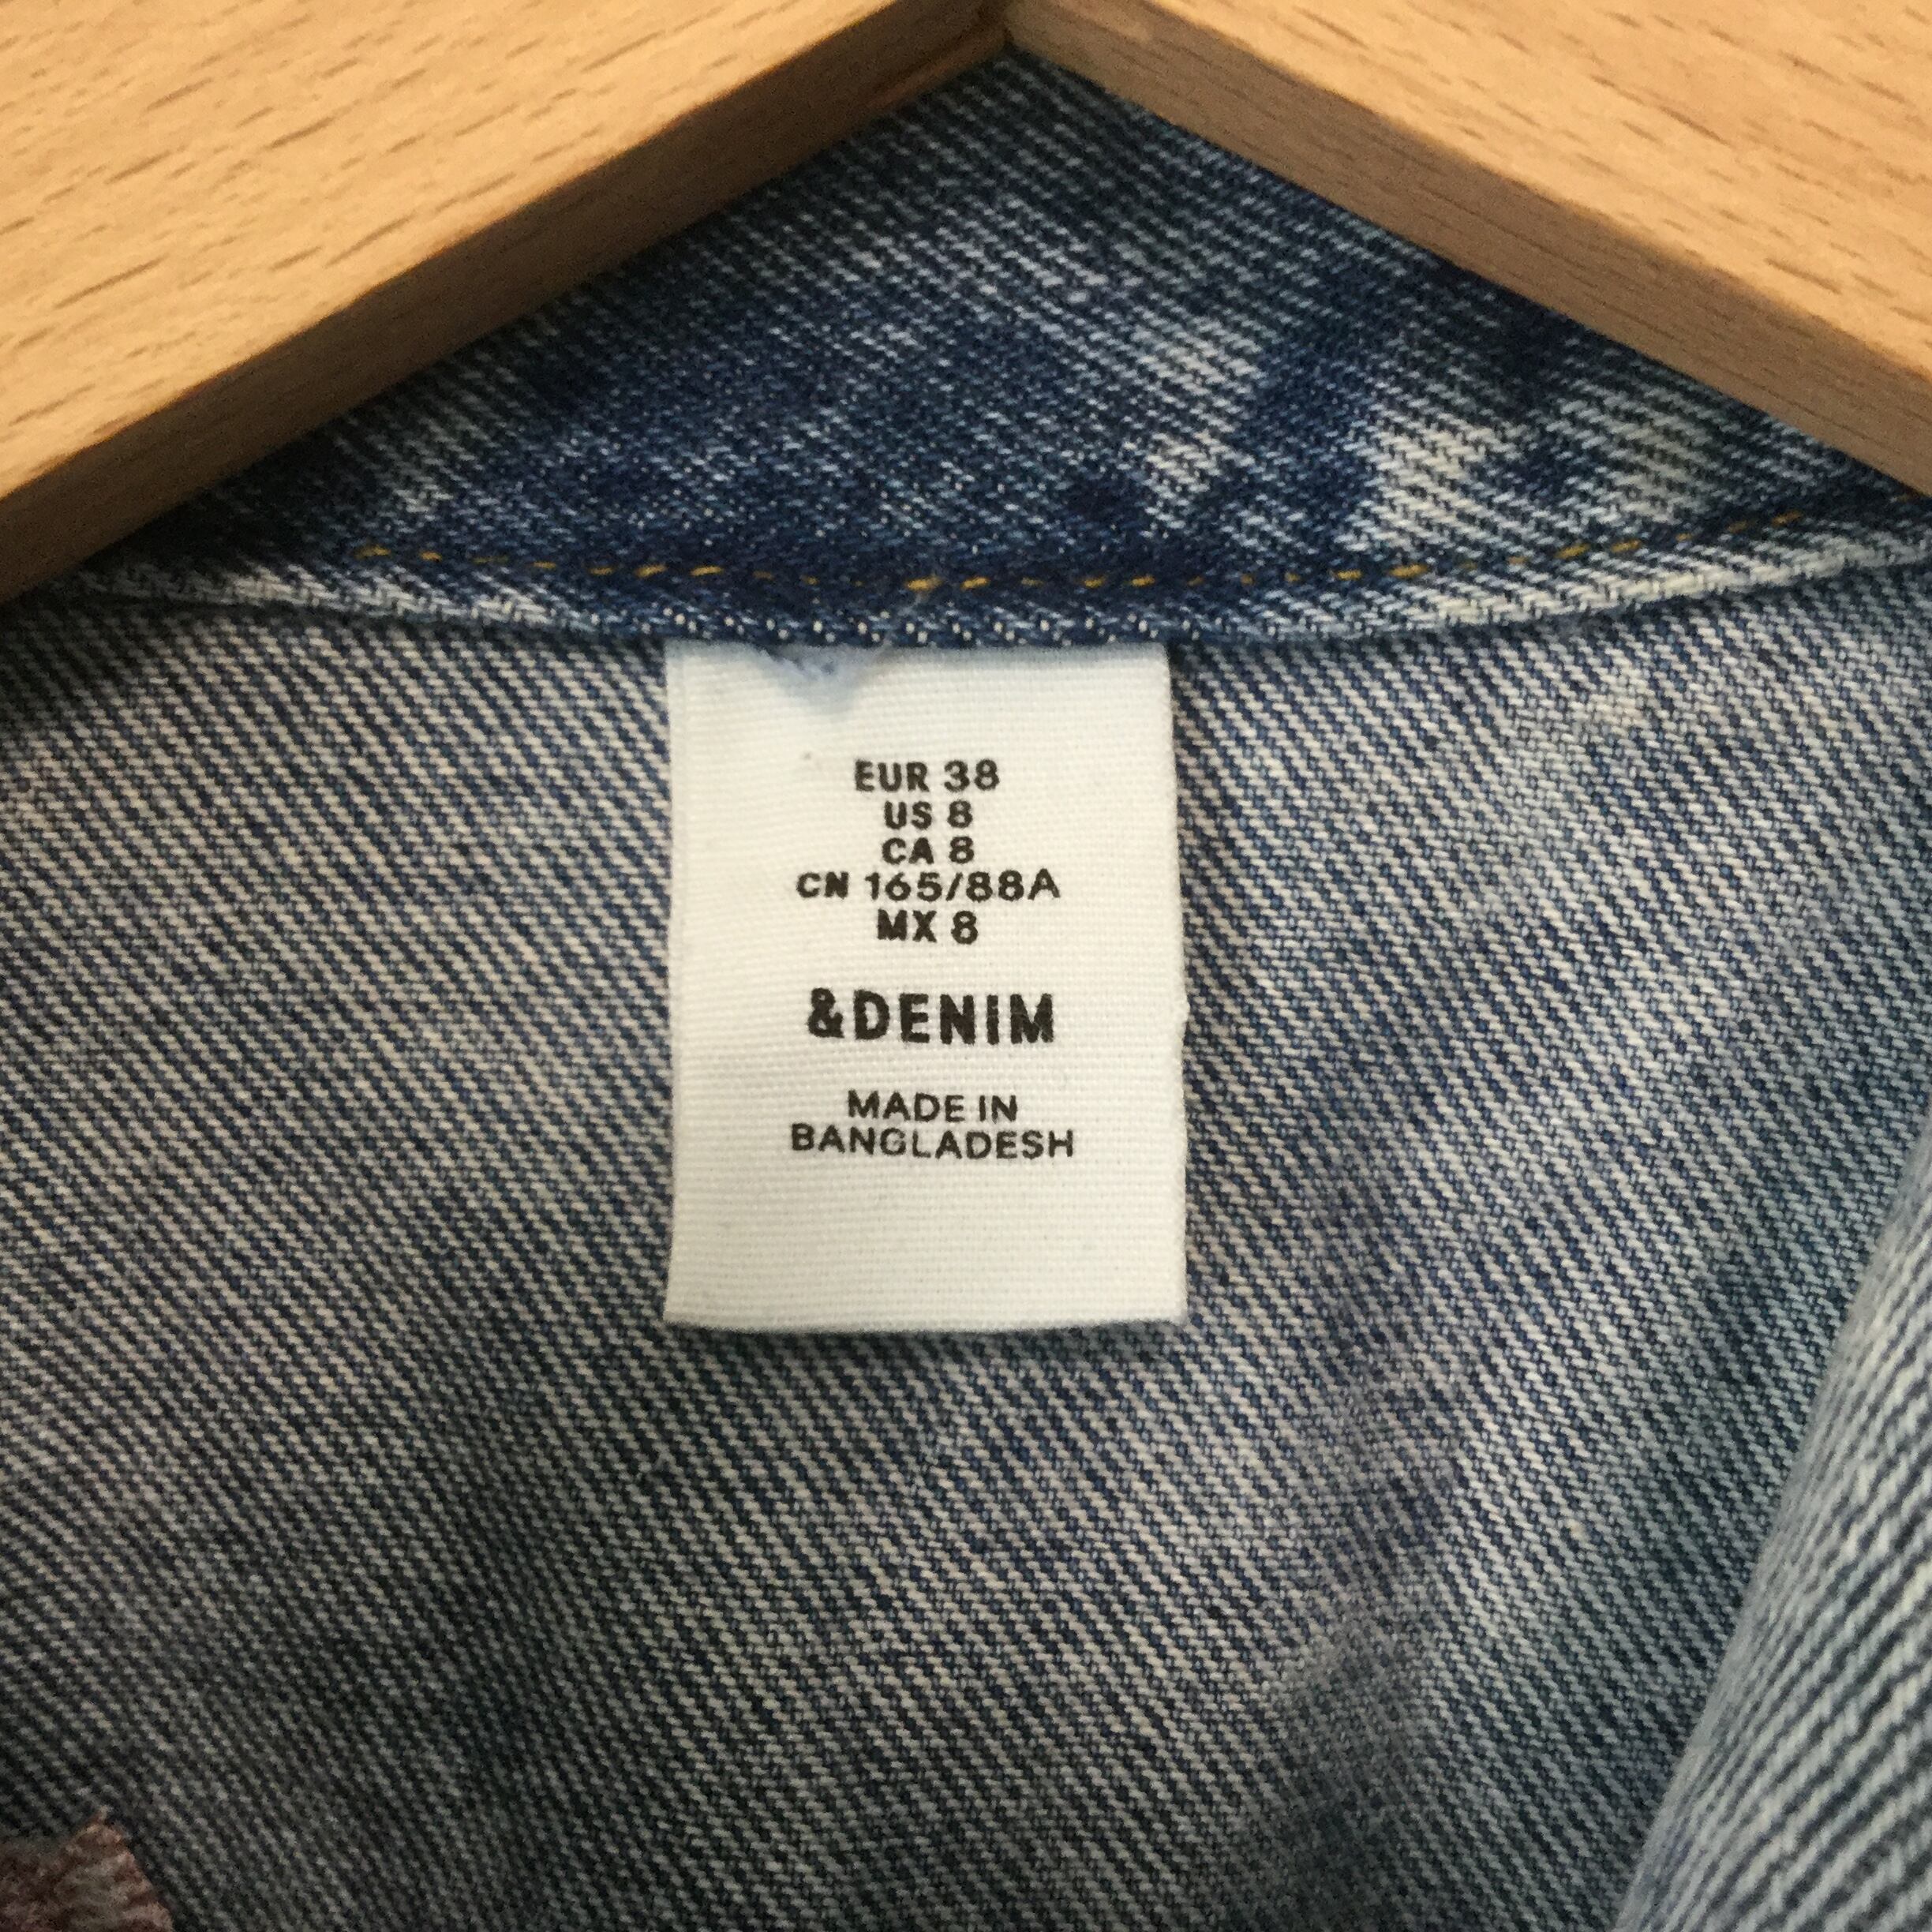 EUR 38
US 8
CA 8
CN 165/88A
MX 8
&DENIM
MADE IN
BANGLADESH